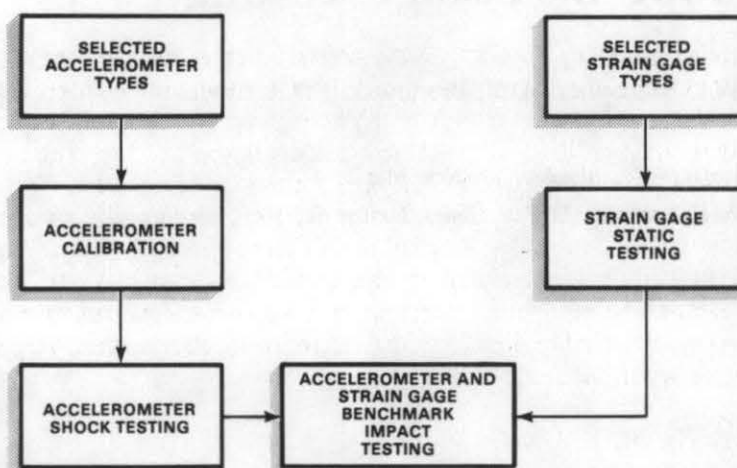 SELECTED
ACCELEROMETER
TYPES
SELECTED
STRAIN GAGE
TYPES
ACCELEROMETER
CALIBRATION
STRAIN GAGE
STATIC
TESTING
ACCELEROMETER
SHOCK TESTING
ACCELEROMETER AND
STRAIN GAGE
BENCHMARK
IMPACT
TESTING